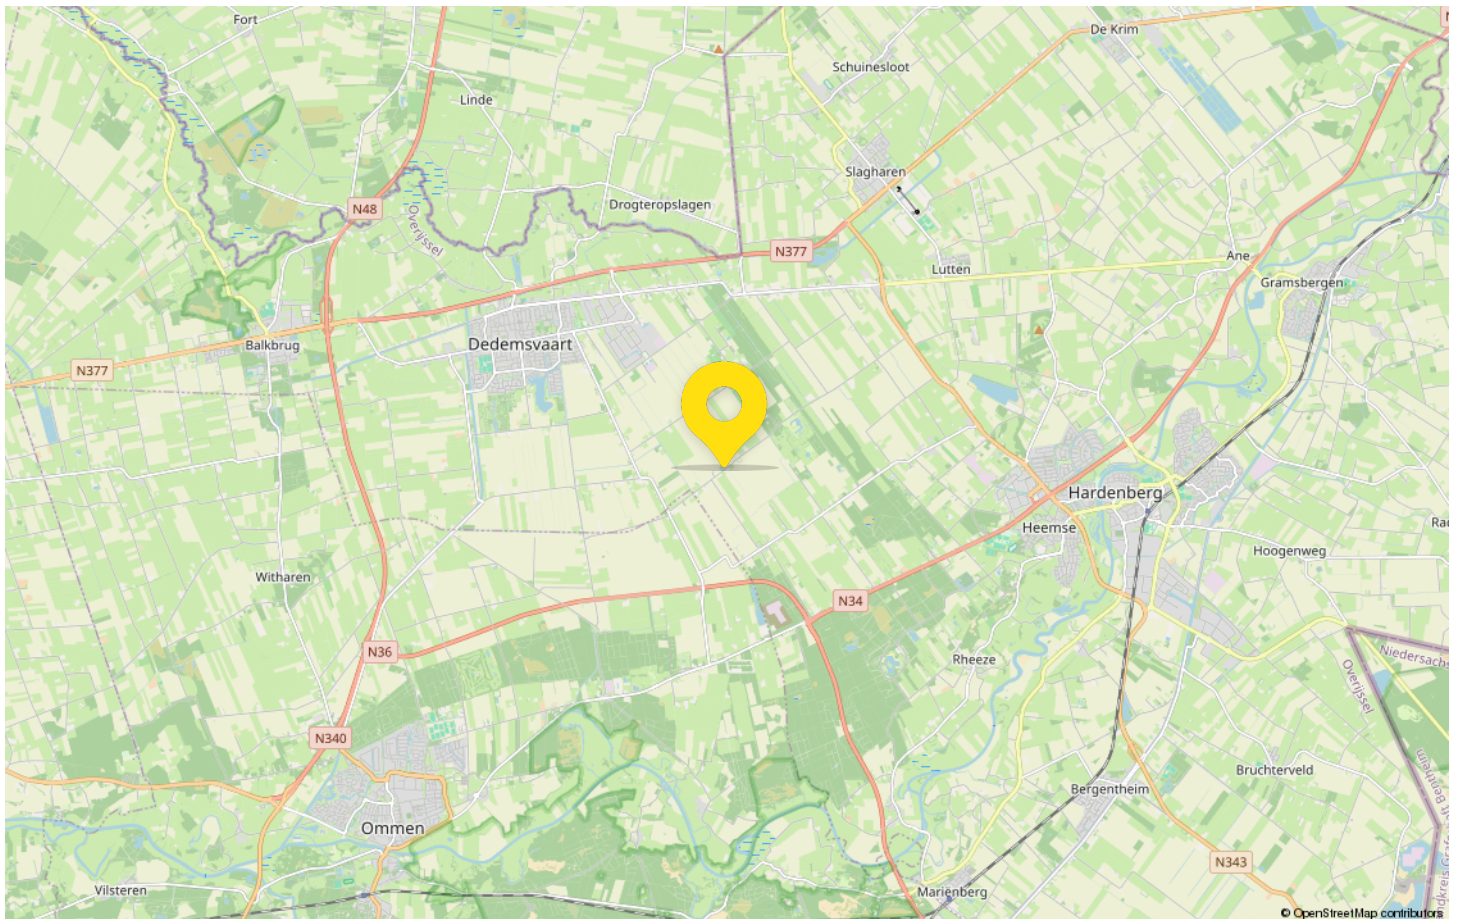 Fort
De Krim
Schuinesloot
Linde
Slagharen
N48
Drogteropslagen
Overijssel
N377
Ane
Lutten
Gramsbergen
Dedemsvaart
Balkbrug
N377
Hardenberg
Heemse
Hoogenweg
Witharen
N34
N36
Rheeze
Niedersachs
Overijssel
N340
Bruchterveld
Bergentheim
Ommen
N343
Vilsteren
Mariënberg
© OpenStreetMap contributors